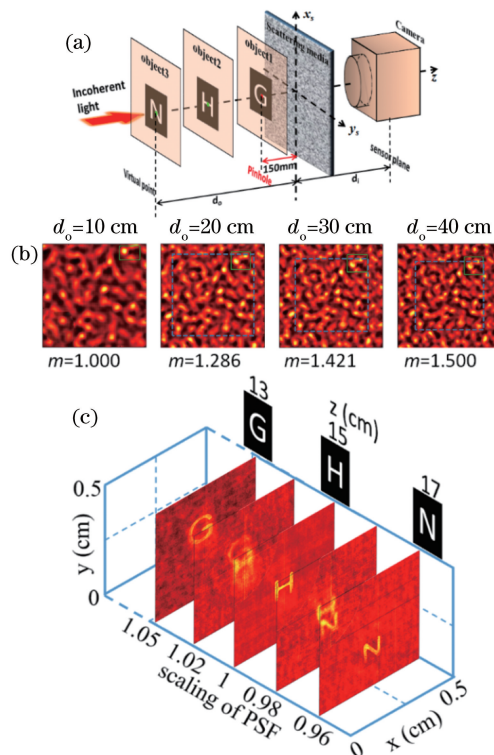 (a)
object3
object2
object1
Scattering media
Camera
x_s
y_s
z
Incoherent
light
N
H
G
Virtual point
Pinhole
150mm
d_o
d_i
sensor plane
(b)
d_o=10 cm
d_o=20 cm
d_o=30 cm
d_o=40 cm
m=1.000
m=1.286
m=1.421
m=1.500
(c)
13
G
z (cm)
15
H
17
N
0.5
y (cm)
0
G
G
H
H
H
N
N
1.05
1.02
1
0.98
0.96
scaling of PSF
0
x (cm)
0.5